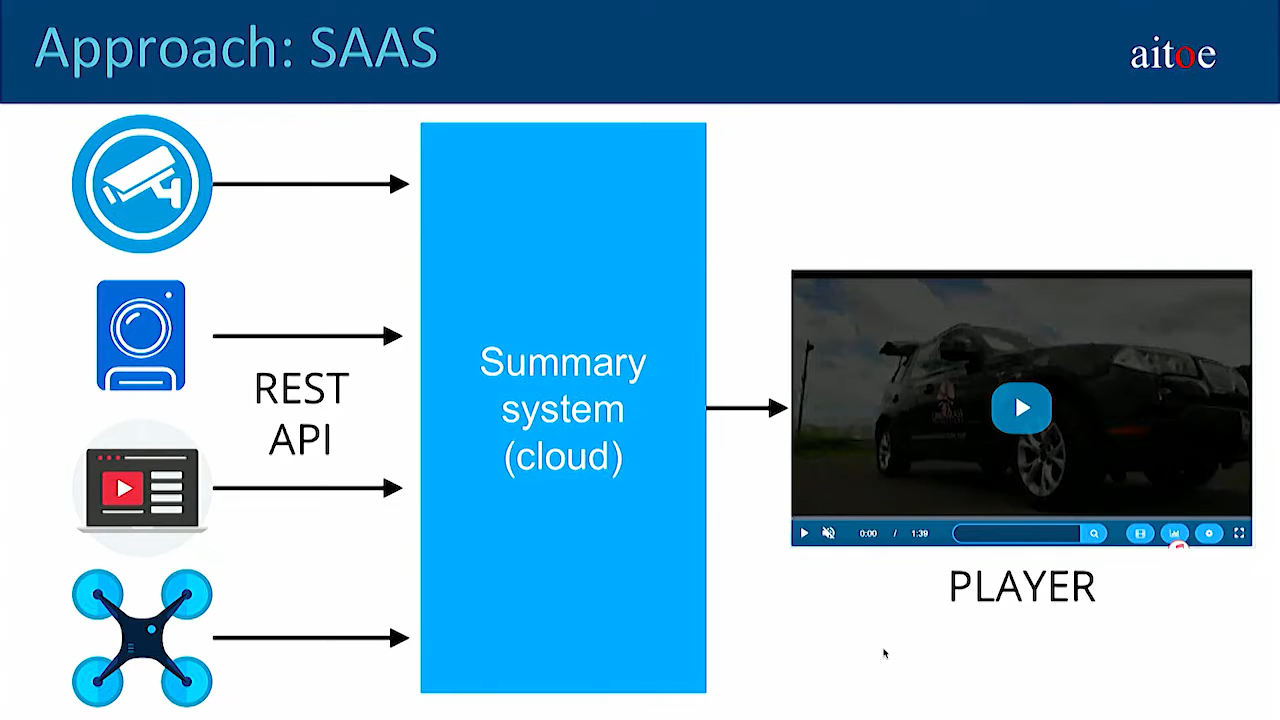 Approach: SAAS
aitoe
REST
API
Summary
system
(cloud)
0:00 / 1:39
PLAYER